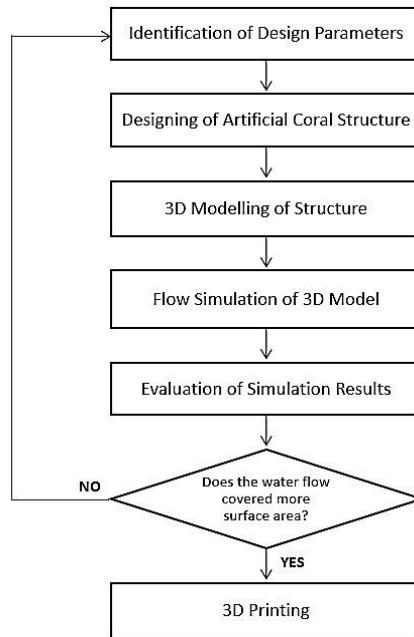 Identification of Design Parameters
Designing of Artificial Coral Structure
3D Modelling of Structure
Flow Simulation of 3D Model
Evaluation of Simulation Results
NO
Does the water flow
covered more
surface area?
YES
3D Printing